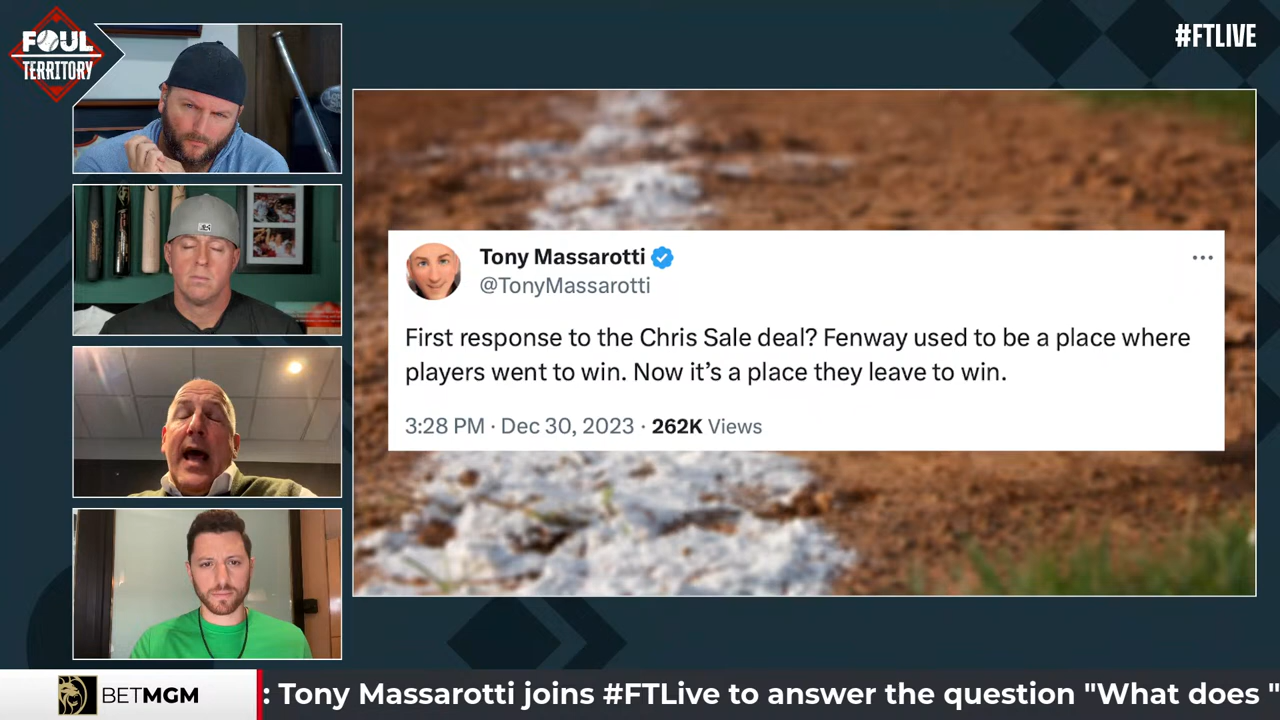 FOUL
TERRITORY
#FTLIVE
Tony Massarotti
@TonyMassarotti
First response to the Chris Sale deal? Fenway used to be a place where
players went to win. Now it’s a place they leave to win.
3:28 PM · Dec 30, 2023 · 262K Views
BETMGM
: Tony Massarotti joins #FTLive to answer the question "What does "